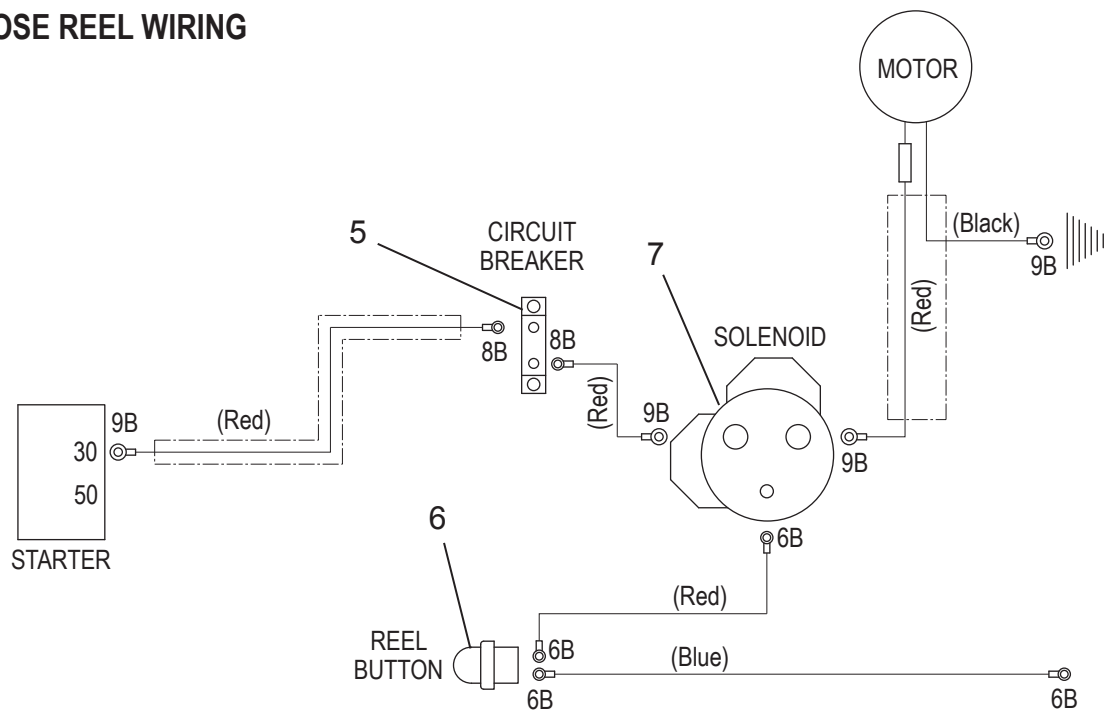 OSE REEL WIRING
MOTOR
5
CIRCUIT
BREAKER
7
(Black)
9B
(Red)
SOLENOID
8B
8B
(Red)
9B
9B
(Red)
9B
30
50
STARTER
6
6B
(Red)
REEL
BUTTON
6B
(Blue)
6B
6B